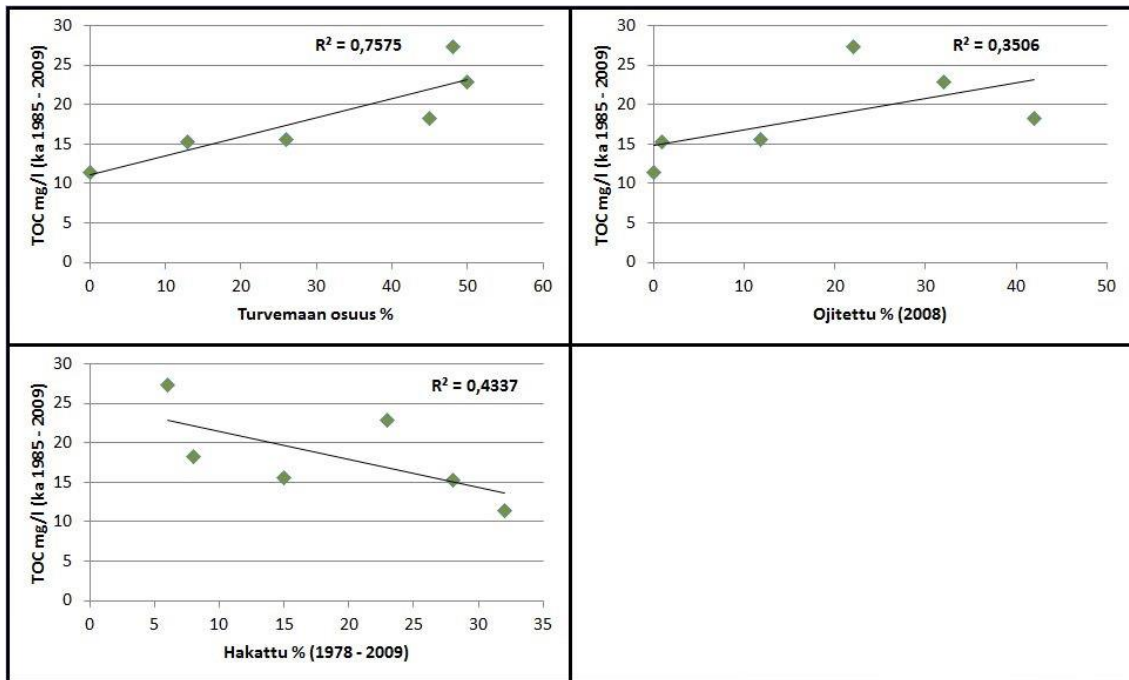 30
25
20
15
10
5
0
TOC mg/l (ka 1985 - 2009)
R² = 0,7575
0 10 20 30 40 50 60
Turvemaan osuus %
30
25
20
15
10
5
0
TOC mg/l (ka 1985 - 2009)
R² = 0,3506
0 10 20 30 40 50
Ojitettu % (2008)
30
25
20
15
10
5
0
TOC mg/l (ka 1985 - 2009)
R² = 0,4337
0 5 10 15 20 25 30 35
Hakattu % (1978 - 2009)